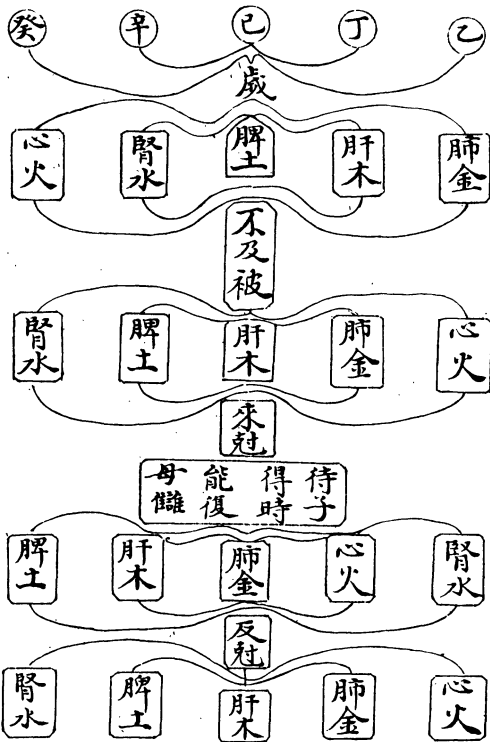 乙
丁
已
辛
癸
歲
肺金
肝木
脾土
腎水
心火
不及被
心火
肺金
肝木
脾土
腎水
來尅
待子
得時
能復
母讎
腎水
心火
肺金
肝木
脾土
反尅
心火
肺金
肝木
脾土
腎水